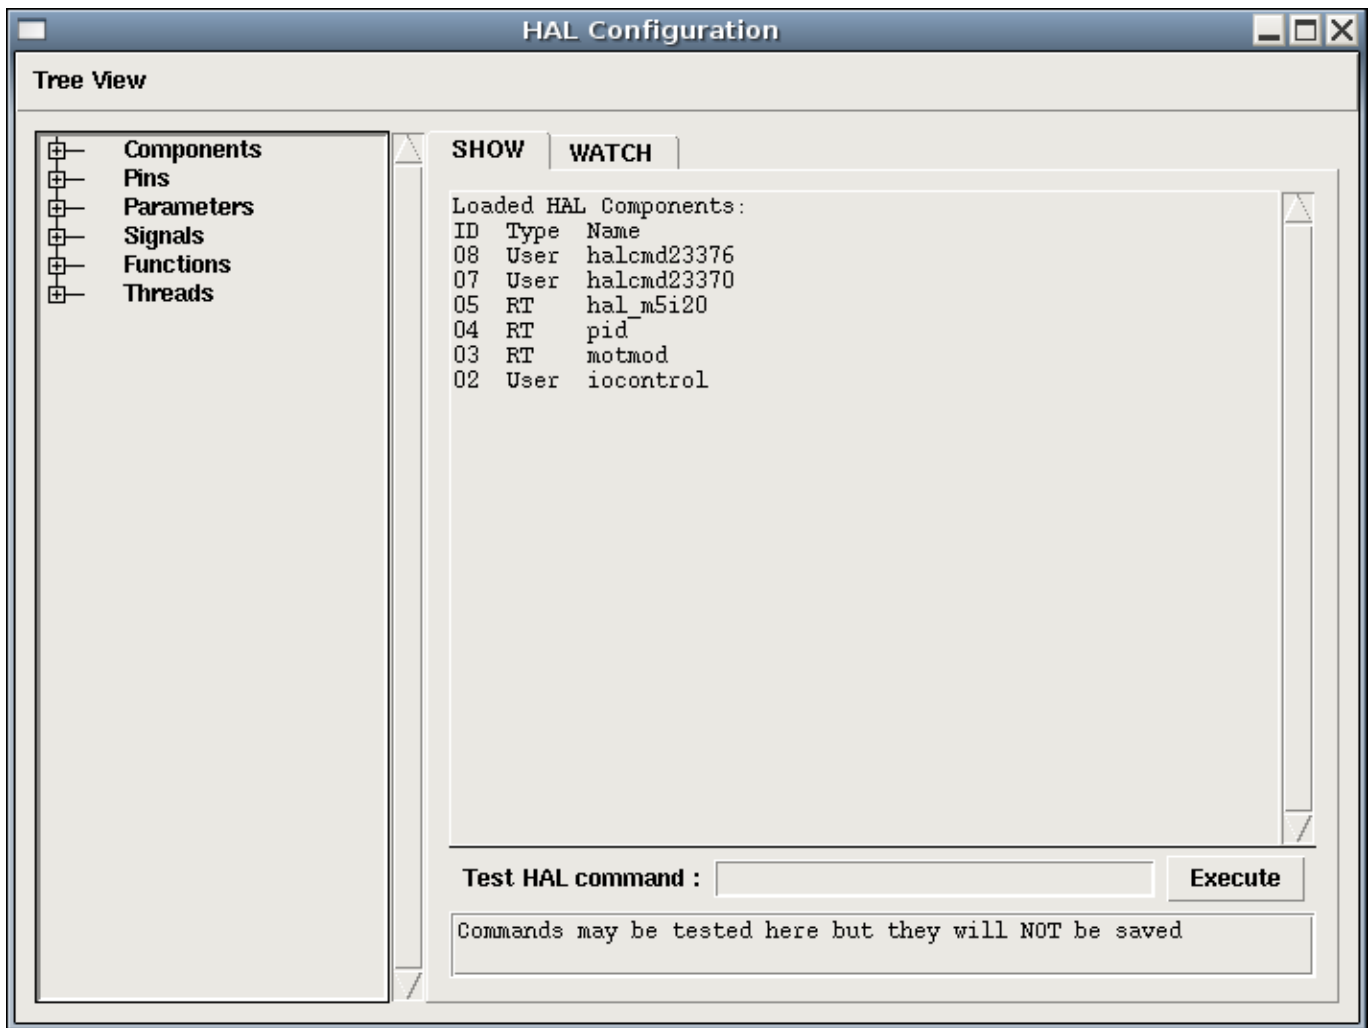 HAL Configuration
Tree View
Components
Pins
Parameters
Signals
Functions
Threads
SHOW WATCH
Loaded HAL Components:
ID Type Name
08 User halcmd23376
07 User halcmd23370
05 RT hal_m5i20
04 RT pid
03 RT motmod
02 User iocontrol
Test HAL command : Execute
Commands may be tested here but they will NOT be saved